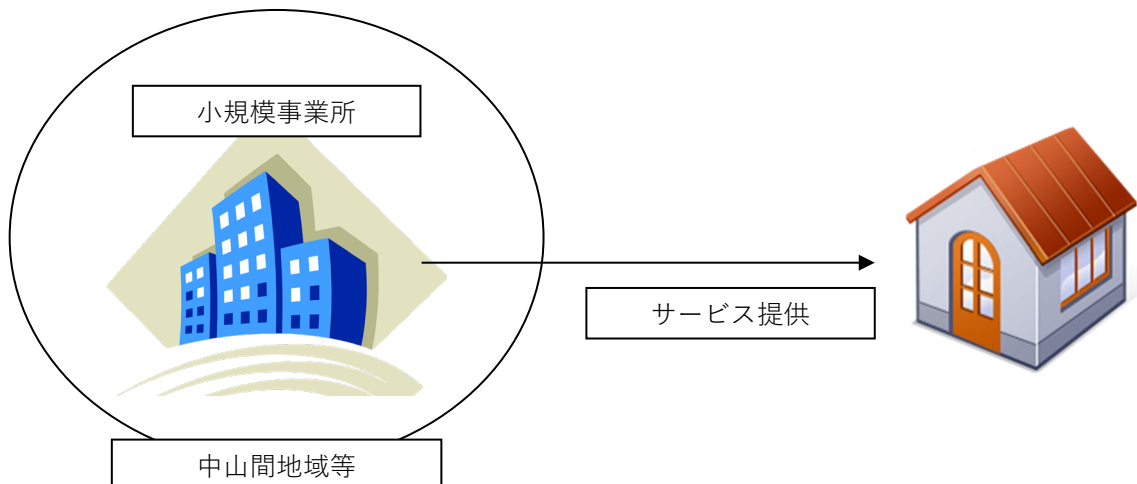 小規模事業所
サービス提供
中山間地域等